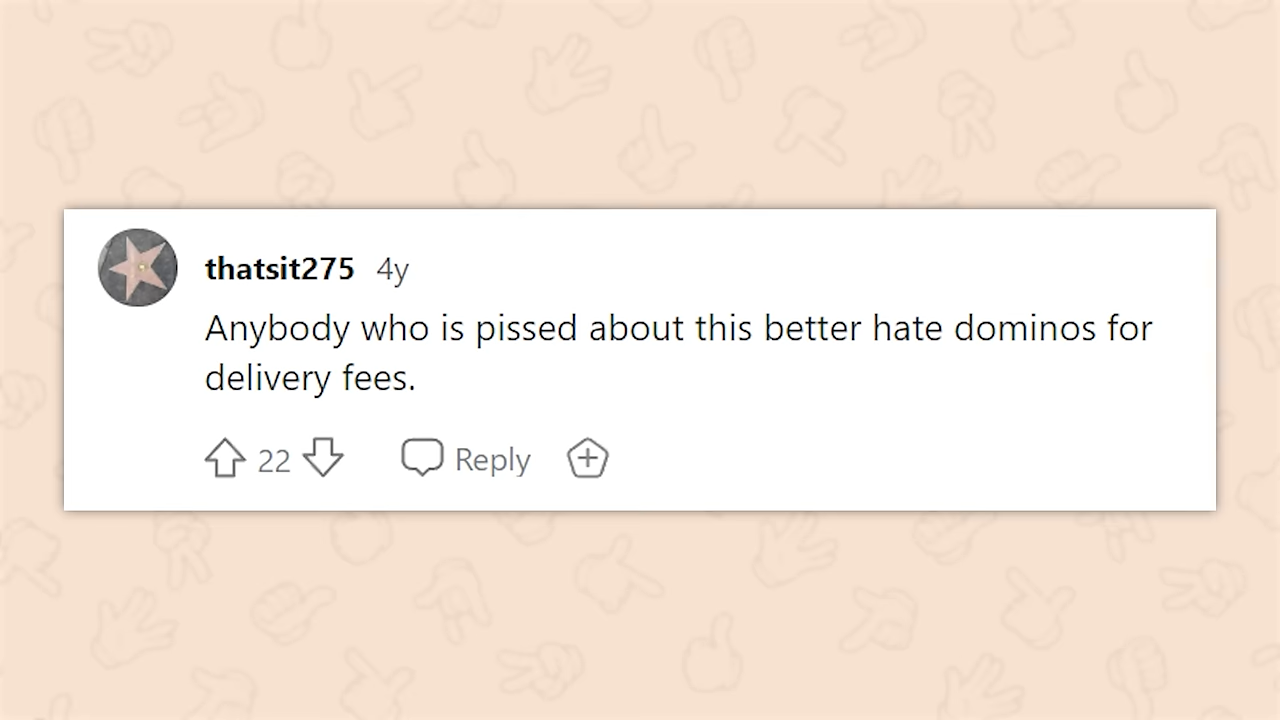 thatsit275 4y
Anybody who is pissed about this better hate dominos for
delivery fees.
22 Reply